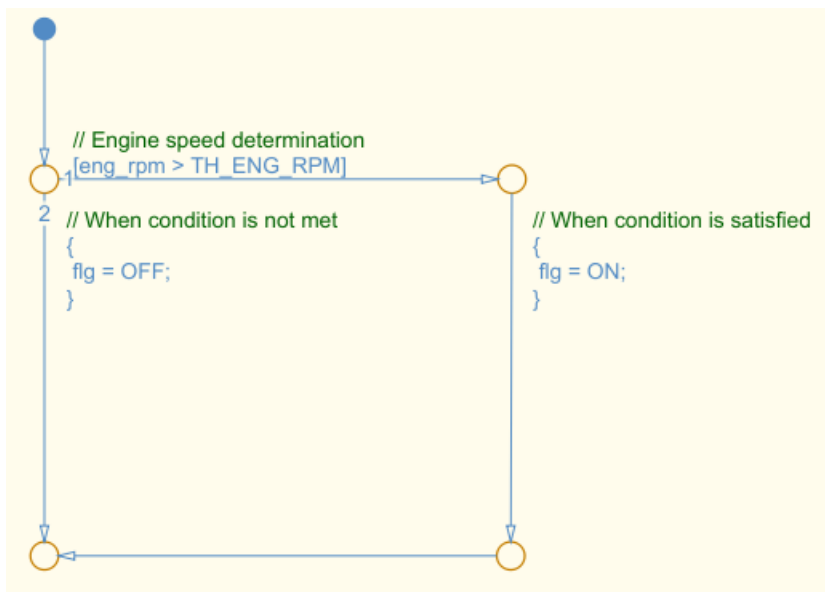 // Engine speed determination
1 [eng_rpm > TH_ENG_RPM]
2 // When condition is not met
{
flg = OFF;
}
// When condition is satisfied
{
flg = ON;
}